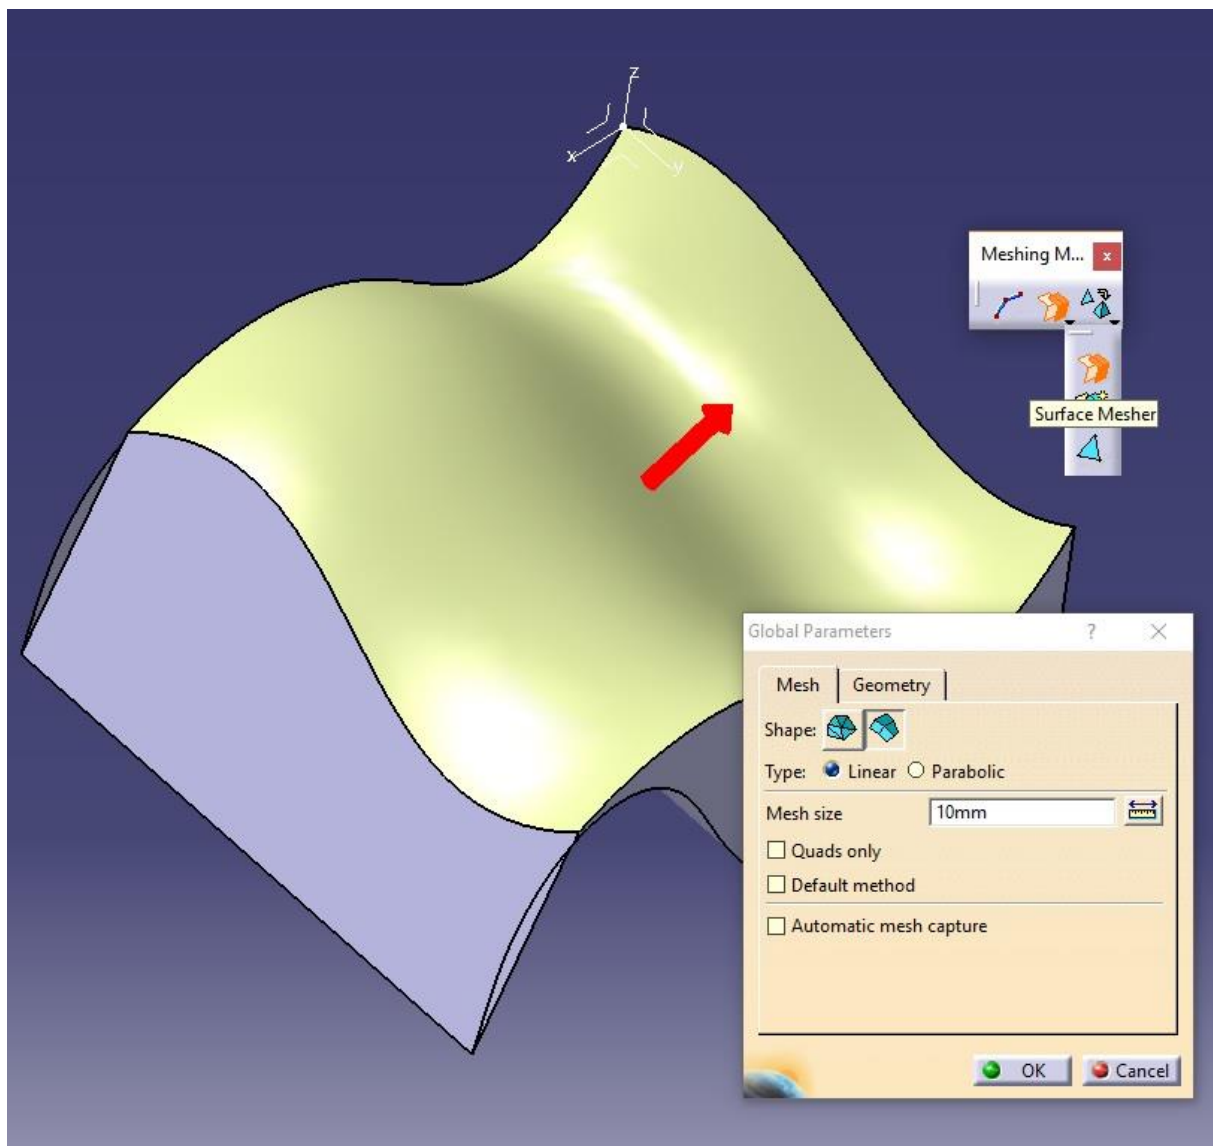 z
x
y
Meshing M... x
Surface Mesher
Global Parameters ?
Mesh Geometry
Shape:
Type: Linear Parabolic
Mesh size 10mm
Quads only
Default method
Automatic mesh capture
OK Cancel